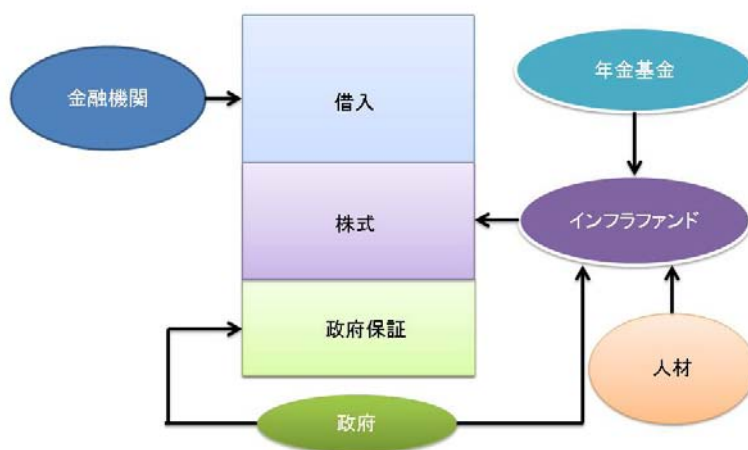 金融機関
借入
年金基金
株式
インフラファンド
政府保証
人材
政府